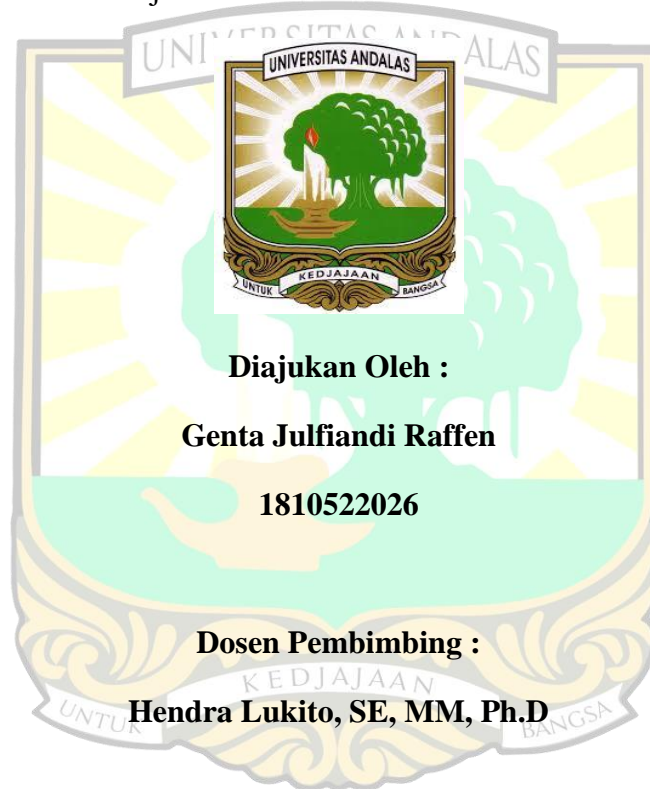 UNIVERSITAS ANDALAS
UNIVERSITAS ANDALAS
UNTUK KEDJAJAAN BANGSA
Diajukan Oleh :
Genta Julfiandi Raffen
1810522026
Dosen Pembimbing :
KEDJAJAAN
Hendra Lukito, SE, MM, Ph.D
UNTUK BANGSA